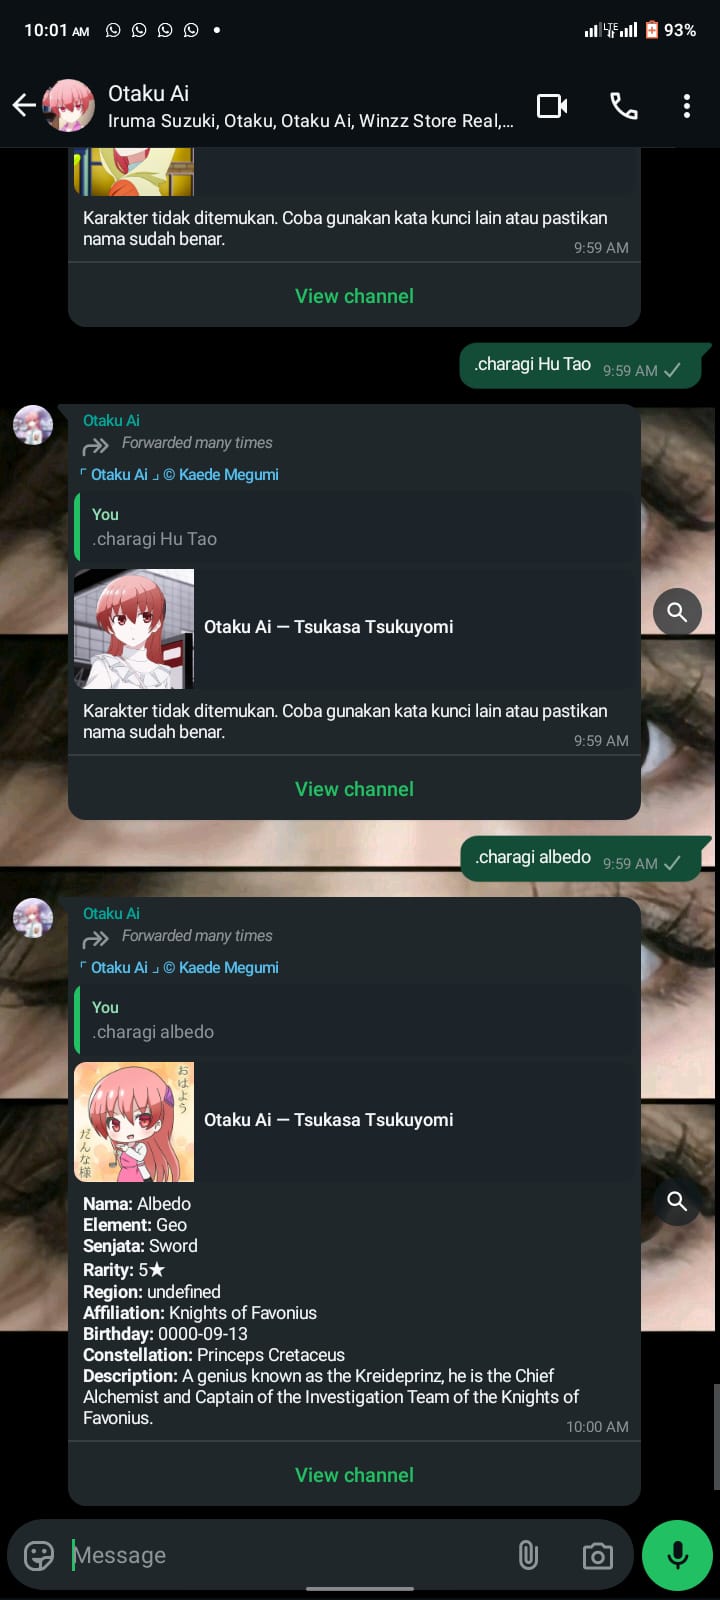 10:01 AM
LTE
93%
Otaku Ai
Iruma Suzuki, Otaku, Otaku Ai, Winzz Store Real,...
Karakter tidak ditemukan. Coba gunakan kata kunci lain atau pastikan
nama sudah benar.
9:59 AM
View channel
.charagi Hu Tao 9:59 AM
Otaku Ai
Forwarded many times
「 Otaku Ai 」 © Kaede Megumi
You
.charagi Hu Tao
Otaku Ai — Tsukasa Tsukuyomi
Karakter tidak ditemukan. Coba gunakan kata kunci lain atau pastikan
nama sudah benar.
9:59 AM
View channel
.charagi albedo 9:59 AM
Otaku Ai
Forwarded many times
「 Otaku Ai 」 © Kaede Megumi
You
.charagi albedo
おはよう
だんな様
Otaku Ai — Tsukasa Tsukuyomi
Nama: Albedo
Element: Geo
Senjata: Sword
Rarity: 5★
Region: undefined
Affiliation: Knights of Favonius
Birthday: 0000-09-13
Constellation: Princeps Cretaceus
Description: A genius known as the Kreideprinz, he is the Chief
Alchemist and Captain of the Investigation Team of the Knights of
Favonius.
10:00 AM
View channel
Message